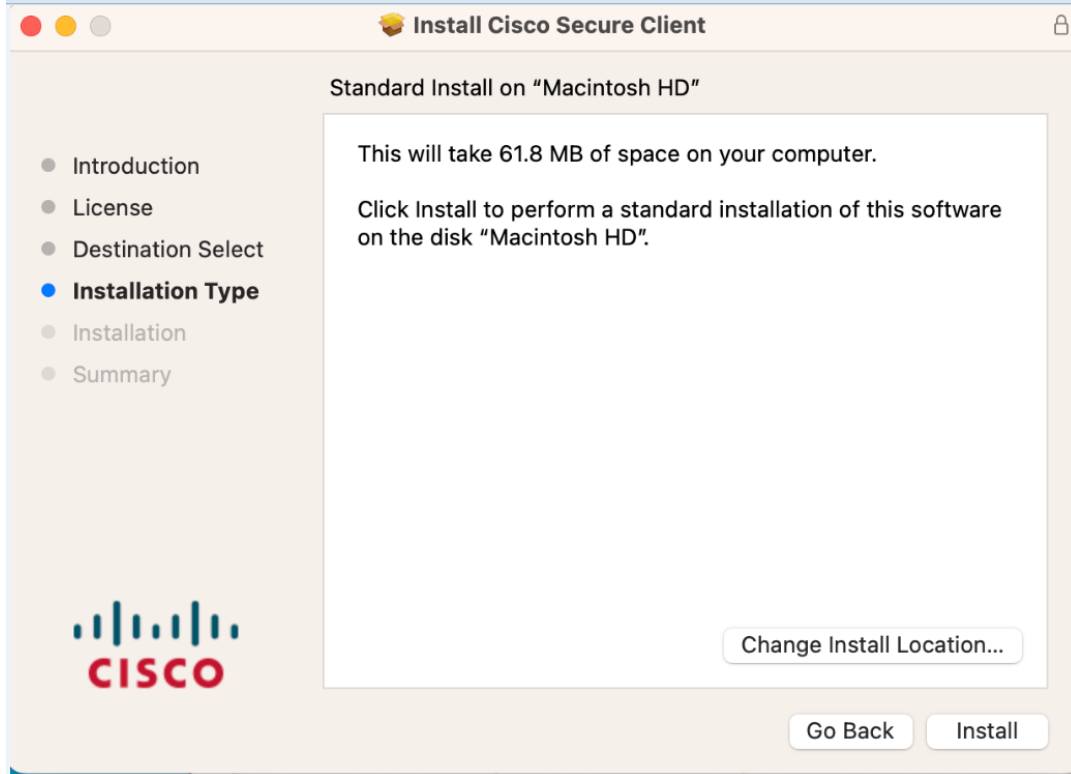 Install Cisco Secure Client
Standard Install on “Macintosh HD”
Introduction
License
Destination Select
Installation Type
Installation
Summary
This will take 61.8 MB of space on your computer.
Click Install to perform a standard installation of this software
on the disk “Macintosh HD”.
Change Install Location...
CISCO
Go Back
Install